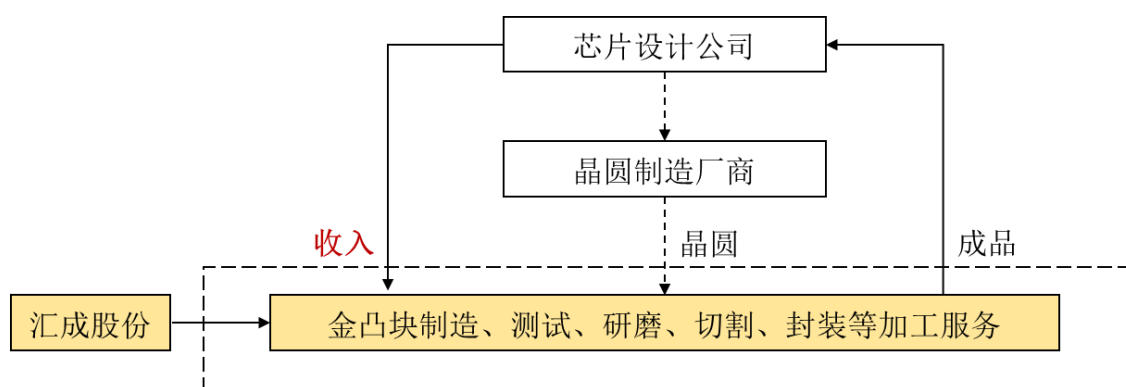 芯片设计公司
晶圆制造厂商
收入
晶圆
成品
汇成股份
金凸块制造、测试、研磨、切割、封装等加工服务